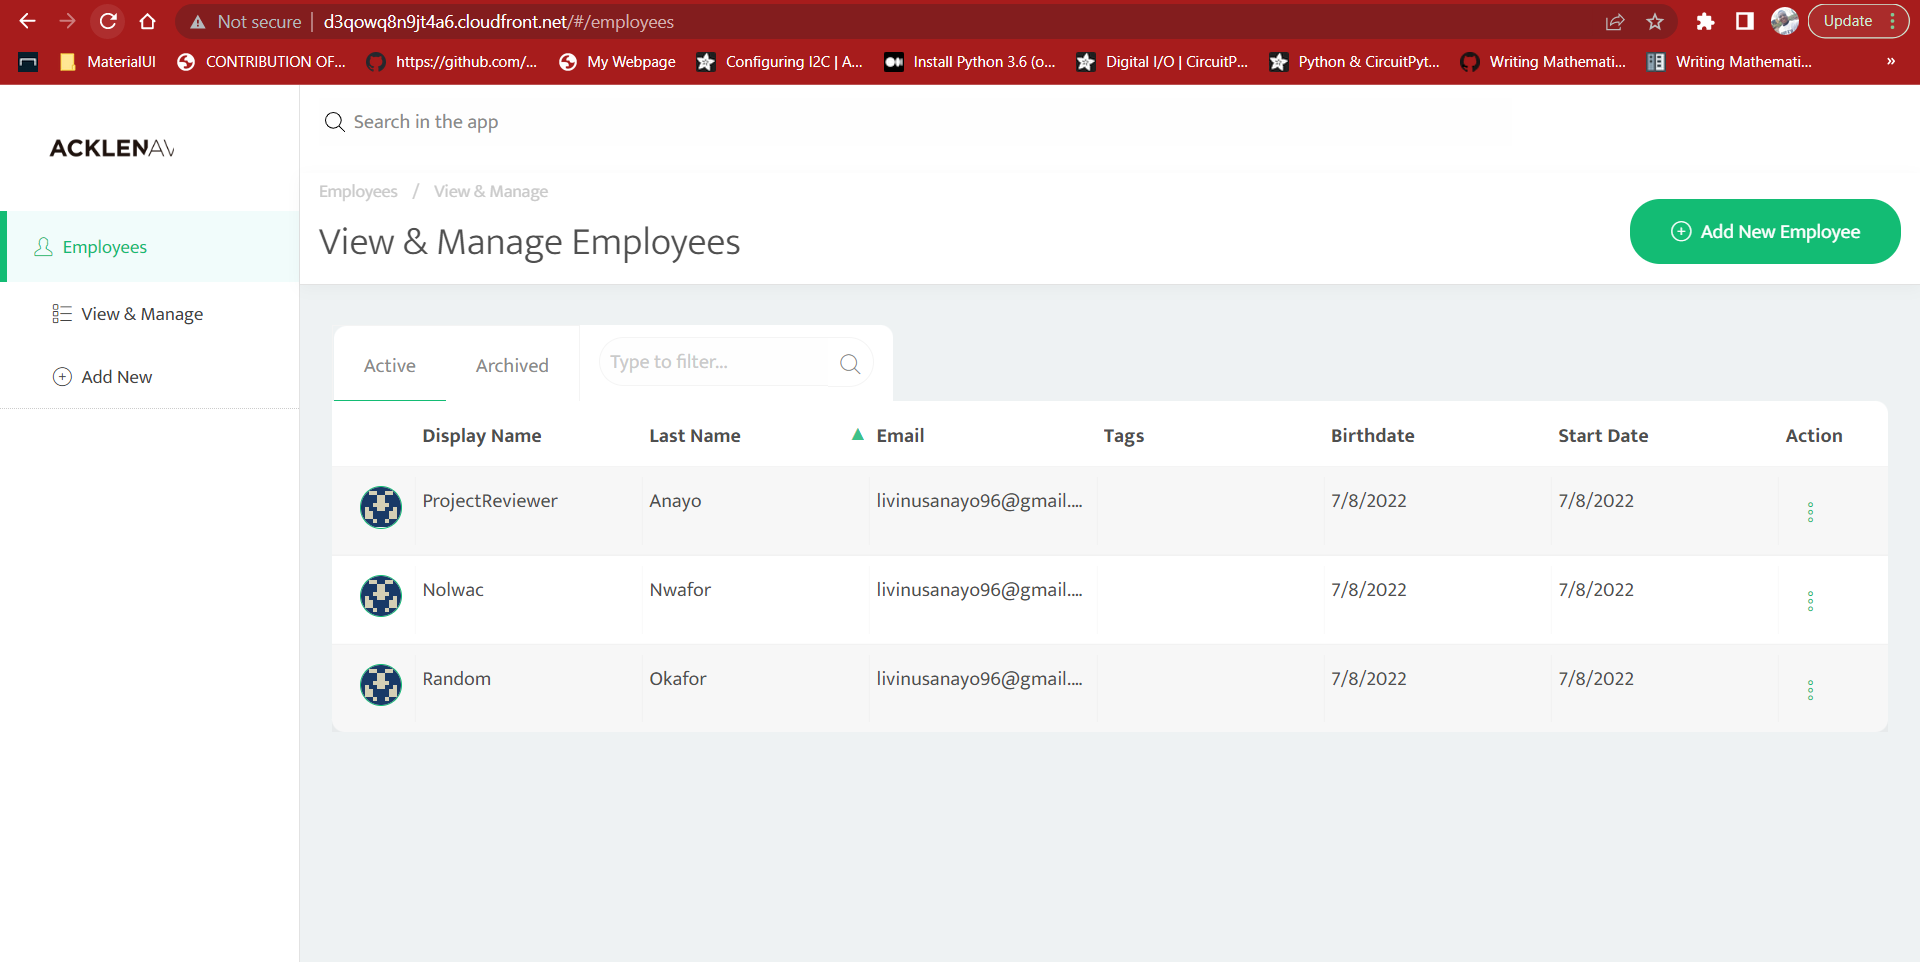 Not secure d3qowq8n9jt4a6.cloudfront.net/#/employees Update
MaterialUI CONTRIBUTION OF... https://github.com/... My Webpage Configuring I2C | A... Install Python 3.6 (o... Digital I/O | CircuitP... Python & CircuitPyt... Writing Mathemati... Writing Mathemati... »
Search in the app
ACKLENAV
Employees / View & Manage
View & Manage Employees
Add New Employee
Employees
View & Manage
Add New
Active Archived Type to filter...
Display Name Last Name Email Tags Birthdate Start Date Action
ProjectReviewer Anayo livinusanayo96@gmail.... 7/8/2022 7/8/2022
Nolwac Nwafor livinusanayo96@gmail.... 7/8/2022 7/8/2022
Random Okafor livinusanayo96@gmail.... 7/8/2022 7/8/2022